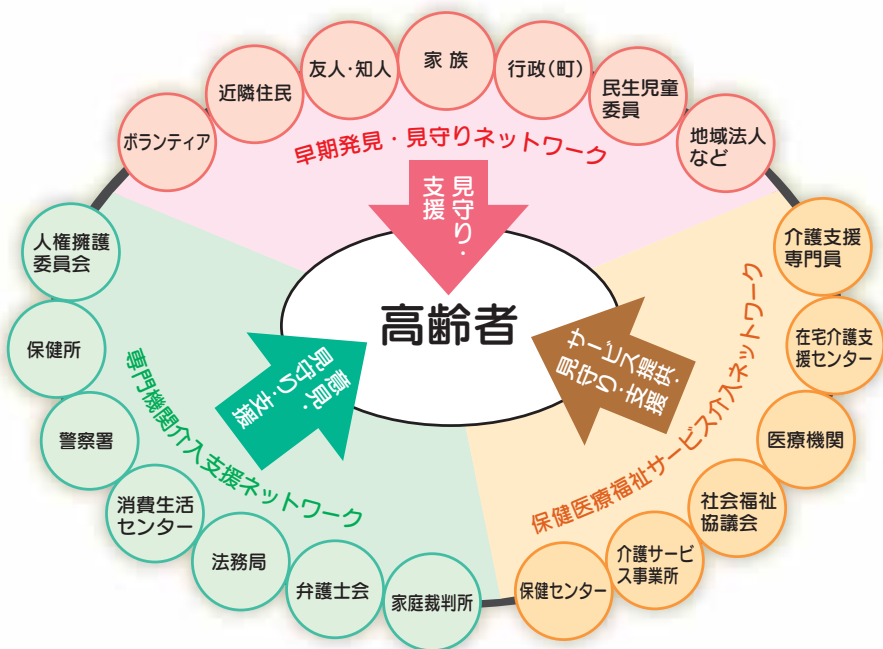 ボランティア
近隣住民
友人・知人
家族
行政(町)
民生児童
委員
地域法人
など
早期発見・見守りネットワーク
見守り・
支援
高齢者
人権擁護
委員会
保健所
警察署
消費生活
センター
法務局
弁護士会
家庭裁判所
専門機関介入支援ネットワーク
意見・
見守り・支援
介護支援
専門員
在宅介護支
援センター
医療機関
社会福祉
協議会
介護サービ
ス事業所
保健センター
保健医療福祉サービス介入ネットワーク
サービス提供・
見守り・支援